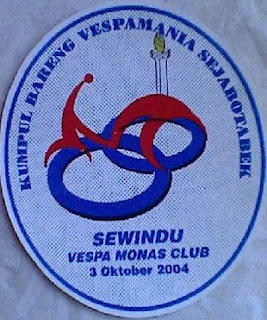 KUMPUL BARENG VESPAMANIA SEJABOTABEK
SEWINDU
VESPA MONAS CLUB
3 Oktober 2004